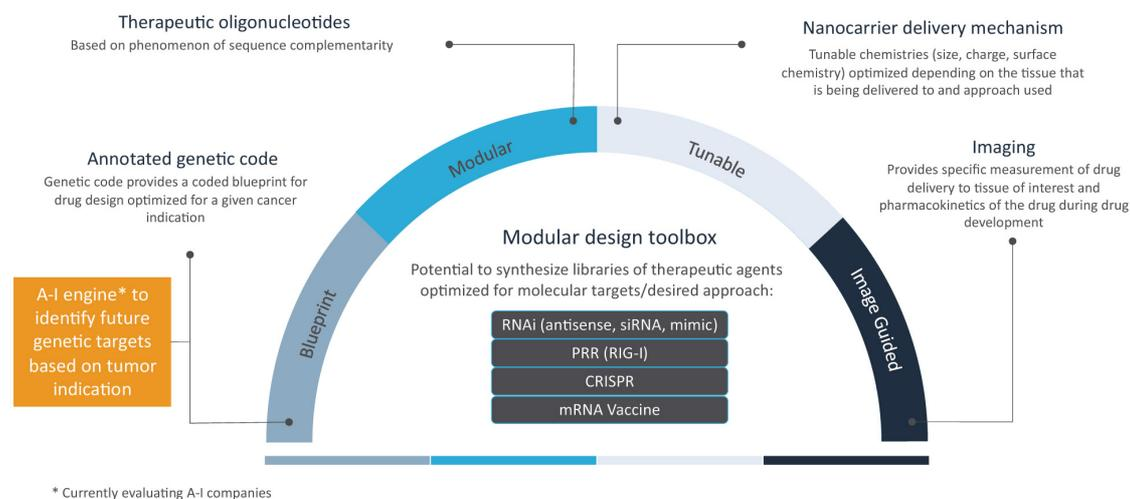 Therapeutic oligonucleotides
Based on phenomenon of sequence complementarity
Nanocarrier delivery mechanism
Tunable chemistries (size, charge, surface
chemistry) optimized depending on the tissue that
is being delivered to and approach used
Annotated genetic code
Genetic code provides a coded blueprint for
drug design optimized for a given cancer
indication
Imaging
Provides specific measurement of drug
delivery to tissue of interest and
pharmacokinetics of the drug during drug
development
A-I engine* to
identify future
genetic targets
based on tumor
indication
Blueprint
Modular
Tunable
Image Guided
Modular design toolbox
Potential to synthesize libraries of therapeutic agents
optimized for molecular targets/desired approach:
RNAi (antisense, siRNA, mimic)
PRR (RIG-I)
CRISPR
mRNA Vaccine
* Currently evaluating A-I companies